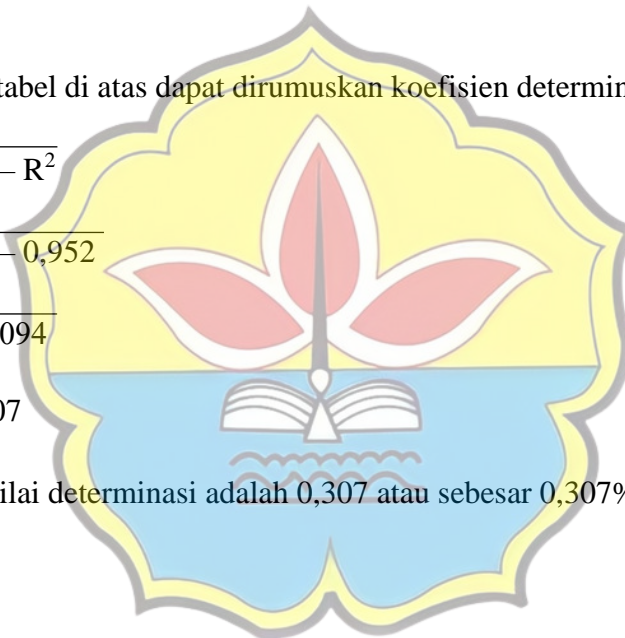 tabel di atas dapat dirumuskan koefisien determin
– R²
– 0,952
094
07
ilai determinasi adalah 0,307 atau sebesar 0,307%